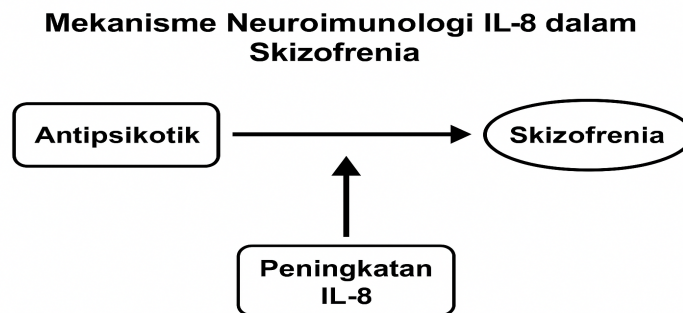 Mekanisme Neuroimunologi IL-8 dalam
Skizofrenia
Antipsikotik
Skizofrenia
Peningkatan
IL-8